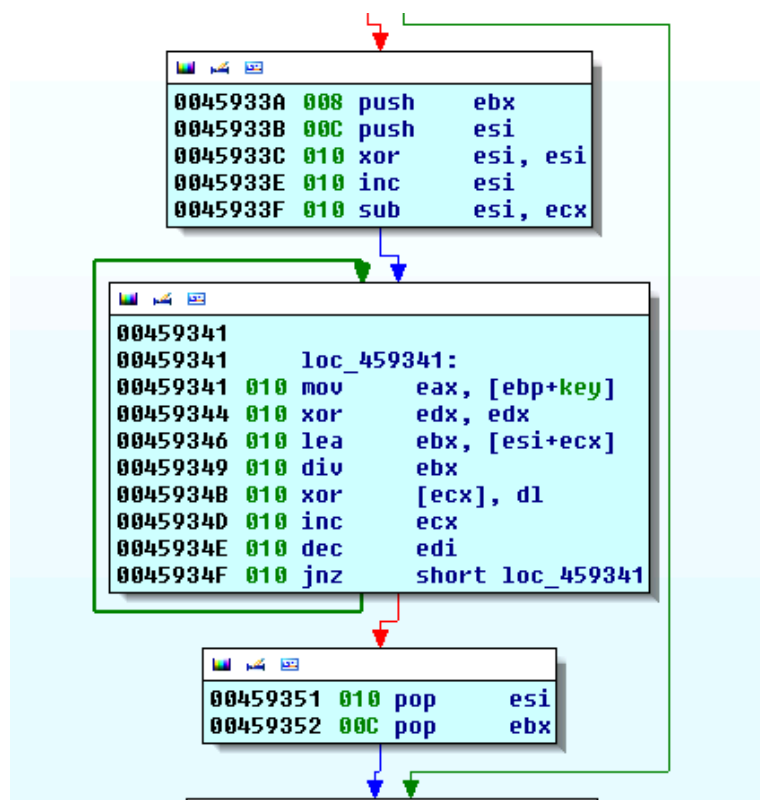 0045933A 008 push ebx
0045933B 00C push esi
0045933C 010 xor esi, esi
0045933E 010 inc esi
0045933F 010 sub esi, ecx
00459341
00459341 loc_459341:
00459341 010 mov eax, [ebp+key]
00459344 010 xor edx, edx
00459346 010 lea ebx, [esi+ecx]
00459349 010 div ebx
0045934B 010 xor [ecx], dl
0045934D 010 inc ecx
0045934E 010 dec edi
0045934F 010 jnz short loc_459341
00459351 010 pop esi
00459352 00C pop ebx